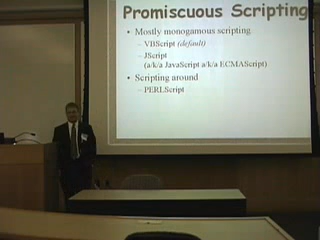 Promiscuous Scripting
• Mostly monogamous scripting
– VBScript (default)
– JScript
(a/k/a JavaScript a/k/a ECMAScript)
• Scripting around
– PERLScript